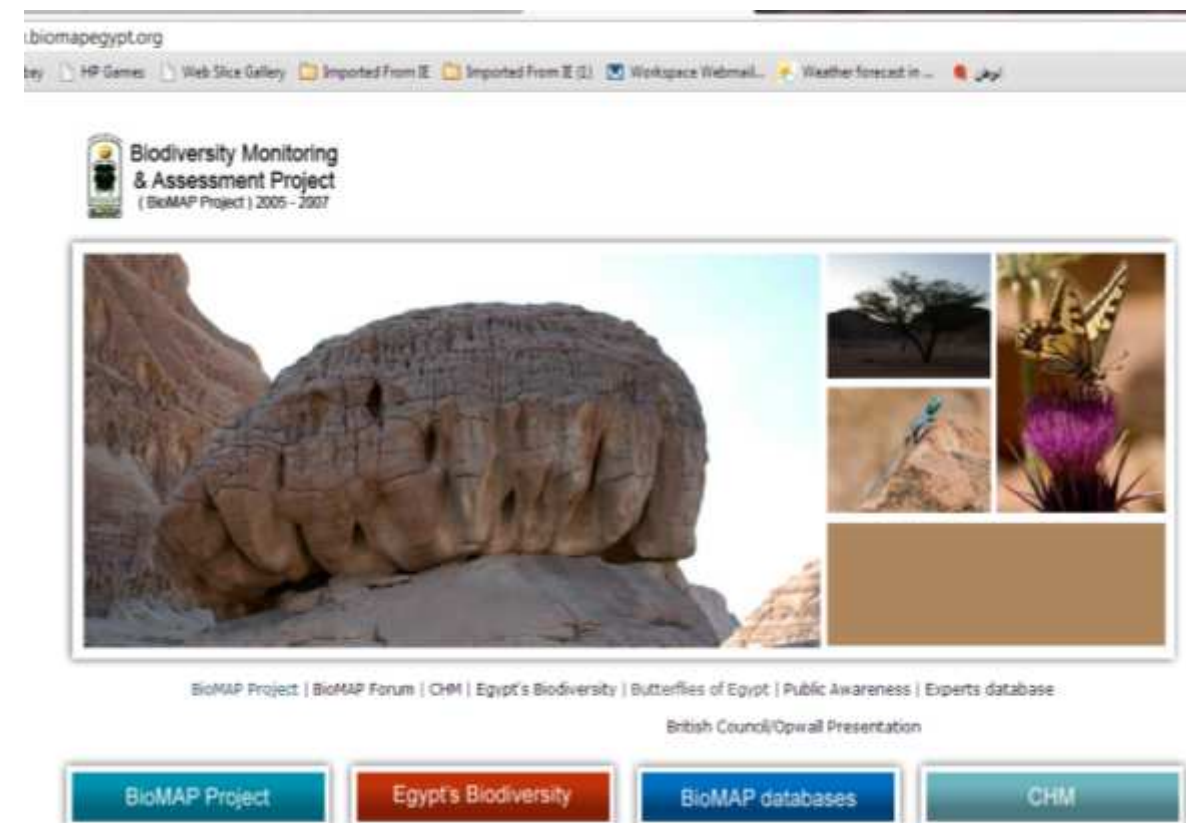 .biomapegypt.org
bay HP Games Web Slice Gallery Imported From IE Imported From IE (1) Workspace Webmail... Weather forecast in ...
Biodiversity Monitoring
& Assessment Project
( BioMAP Project ) 2005 - 2007
BioMAP Project | BioMAP Forum | CHM | Egypt's Biodiversity | Butterflies of Egypt | Public Awareness | Experts database
British Council/Opwall Presentation
BioMAP Project Egypt's Biodiversity BioMAP databases CHM